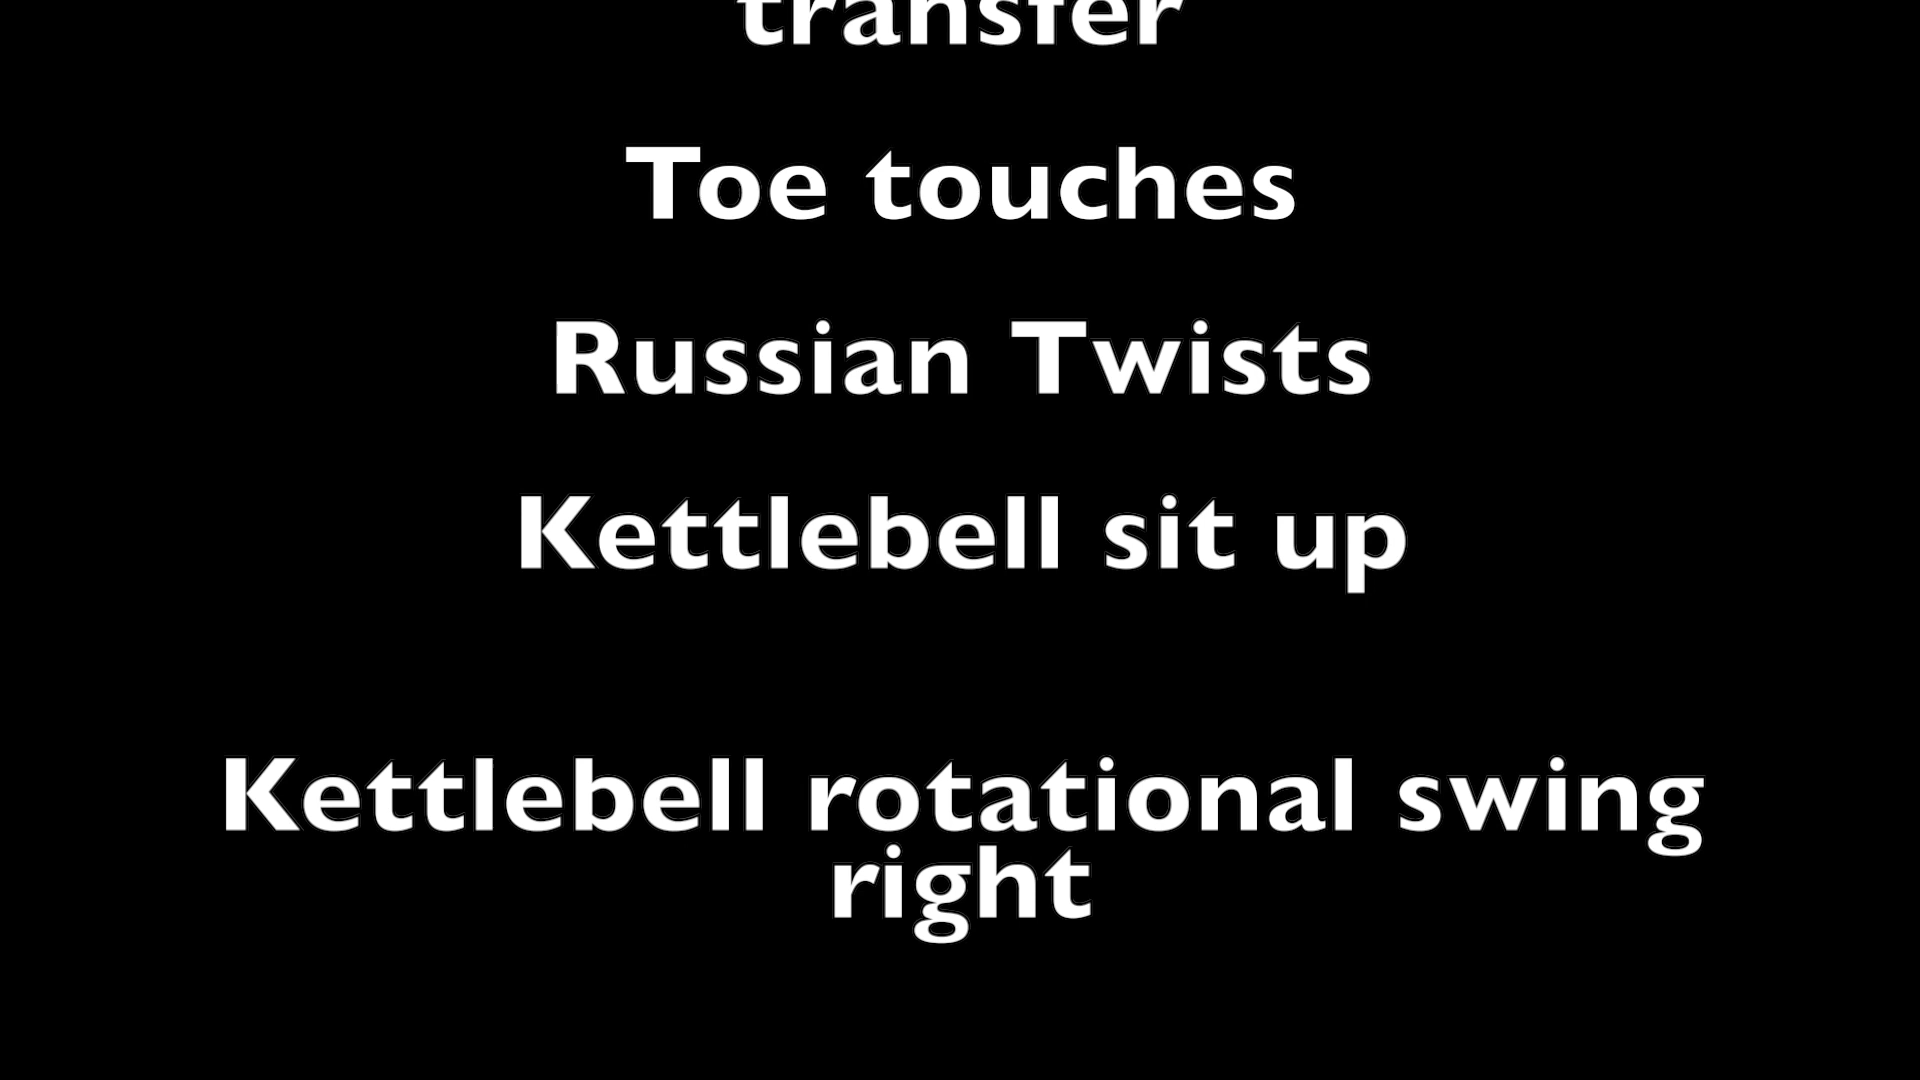 transfer
Toe touches
Russian Twists
Kettlebell sit up
Kettlebell rotational swing
right